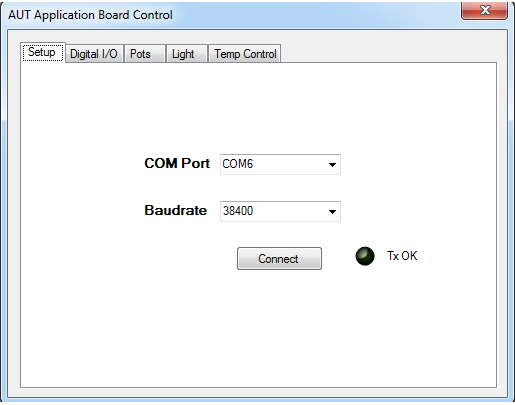 AUT Application Board Control
Setup Digital I/O Pots Light Temp Control
COM Port COM6
Baudrate 38400
Connect Tx OK